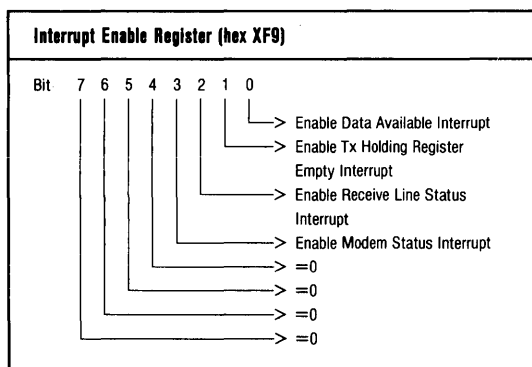 Interrupt Enable Register (hex XF9)
Bit 7 6 5 4 3 2 1 0
> Enable Data Available Interrupt
> Enable Tx Holding Register
Empty Interrupt
> Enable Receive Line Status
Interrupt
> Enable Modem Status Interrupt
> =0
> =0
> =0
> =0